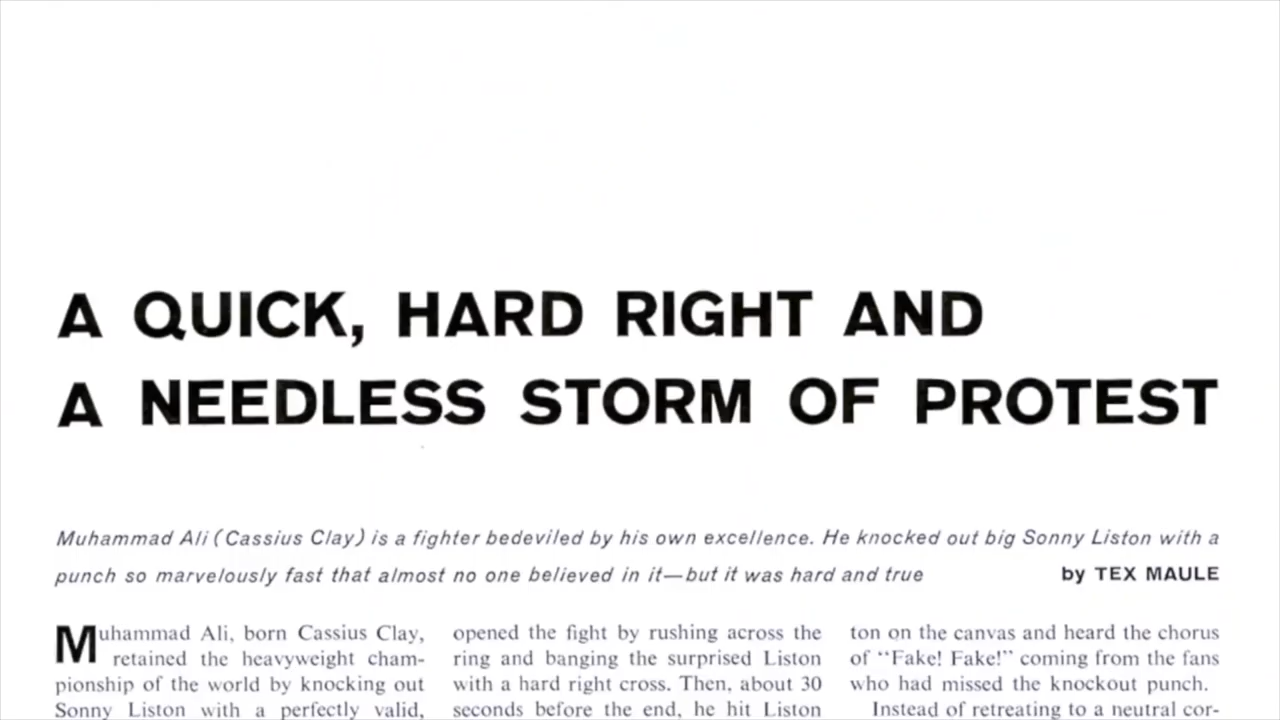 A QUICK, HARD RIGHT AND
A NEEDLESS STORM OF PROTEST
Muhammad Ali (Cassius Clay) is a fighter bedeviled by his own excellence. He knocked out big Sonny Liston with a
punch so marvelously fast that almost no one believed in it—but it was hard and true
by TEX MAULE
Muhammad Ali, born Cassius Clay,
retained the heavyweight cham-
pionship of the world by knocking out
Sonny Liston with a perfectly valid,
opened the fight by rushing across the
ring and banging the surprised Liston
with a hard right cross. Then, about 30
seconds before the end, he hit Liston
ton on the canvas and heard the chorus
of “Fake! Fake!” coming from the fans
who had missed the knockout punch.
Instead of retreating to a neutral cor-